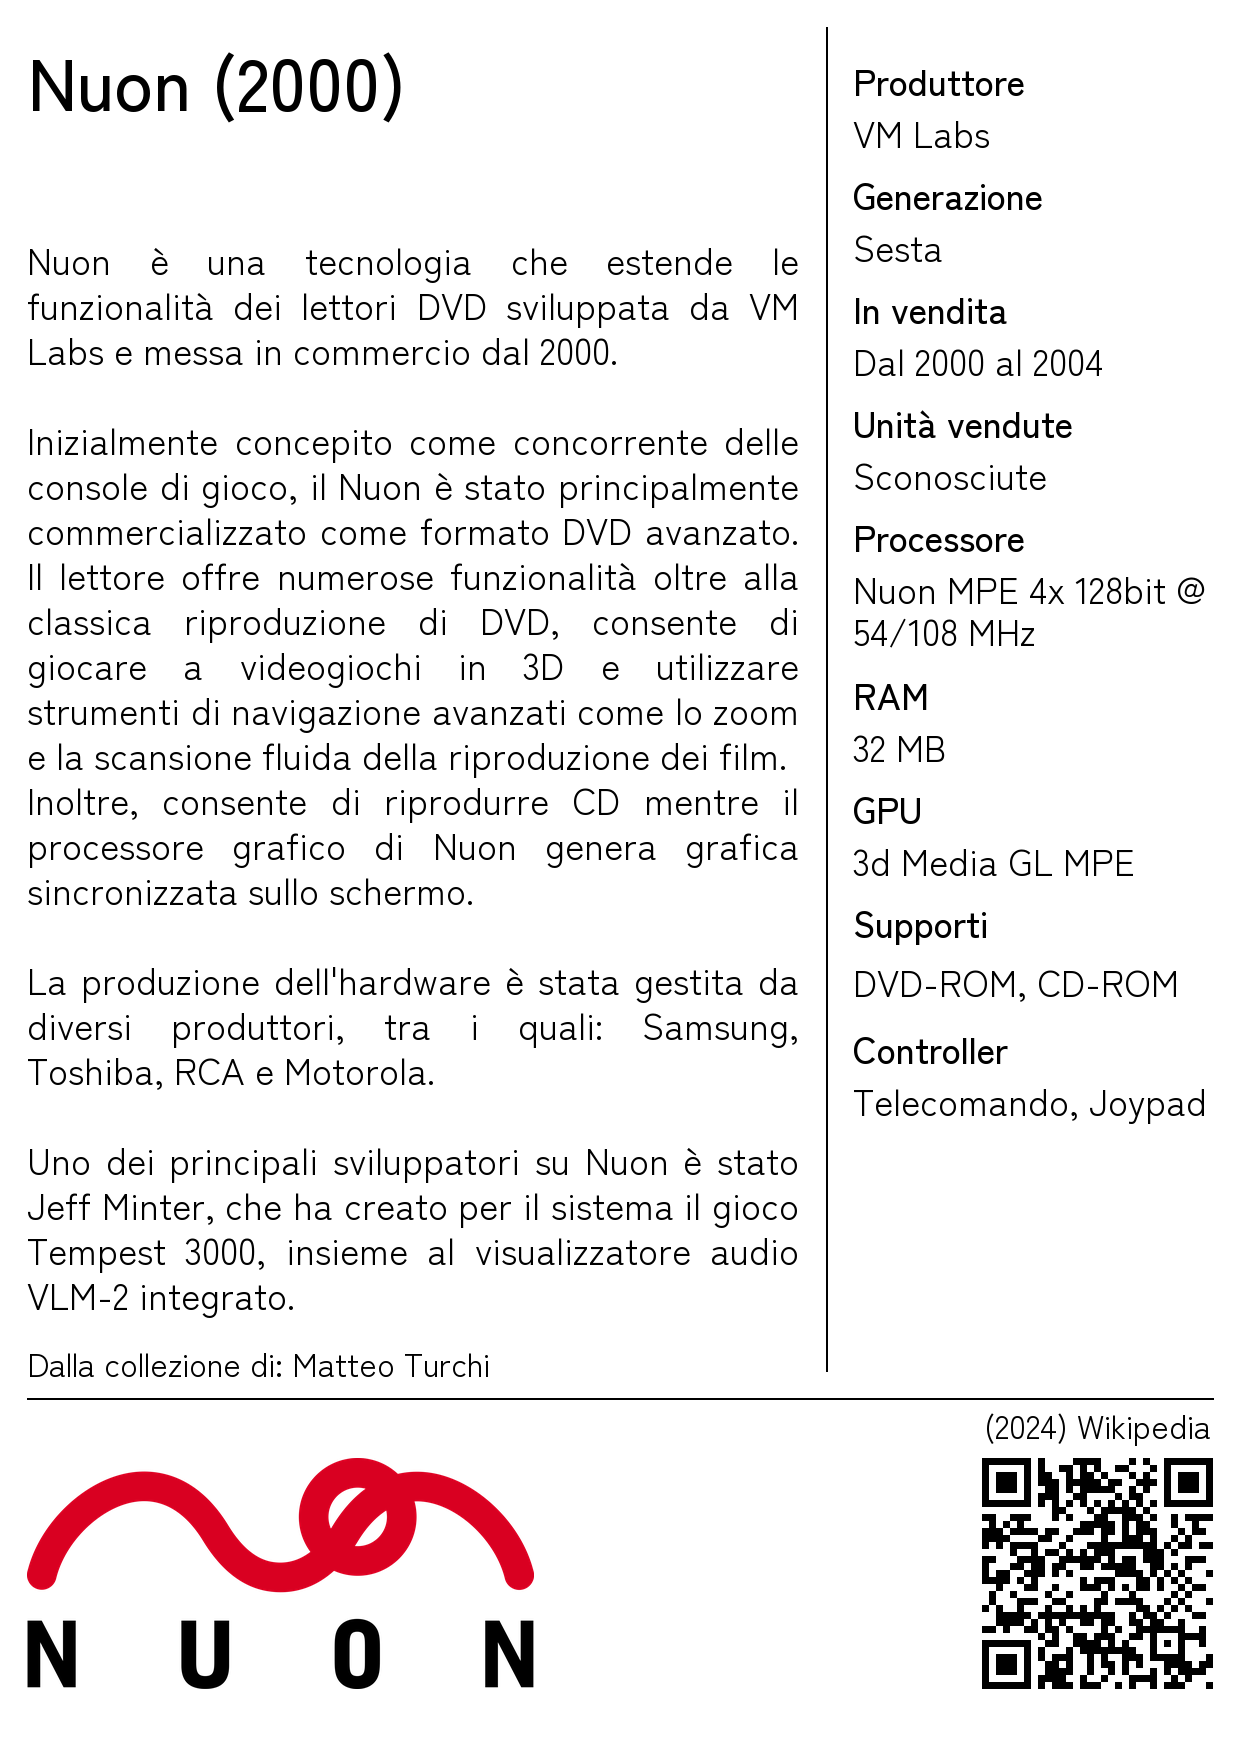 Nuon (2000)
Nuon è una tecnologia che estende le
funzionalità dei lettori DVD sviluppata da VM
Labs e messa in commercio dal 2000.
Inizialmente concepito come concorrente delle
console di gioco, il Nuon è stato principalmente
commercializzato come formato DVD avanzato.
Il lettore offre numerose funzionalità oltre alla
classica riproduzione di DVD, consente di
giocare a videogiochi in 3D e utilizzare
strumenti di navigazione avanzati come lo zoom
e la scansione fluida della riproduzione dei film.
Inoltre, consente di riprodurre CD mentre il
processore grafico di Nuon genera grafica
sincronizzata sullo schermo.
La produzione dell'hardware è stata gestita da
diversi produttori, tra i quali: Samsung,
Toshiba, RCA e Motorola.
Uno dei principali sviluppatori su Nuon è stato
Jeff Minter, che ha creato per il sistema il gioco
Tempest 3000, insieme al visualizzatore audio
VLM-2 integrato.
Dalla collezione di: Matteo Turchi
Produttore
VM Labs
Generazione
Sesta
In vendita
Dal 2000 al 2004
Unità vendute
Sconosciute
Processore
Nuon MPE 4x 128bit @
54/108 MHz
RAM
32 MB
GPU
3d Media GL MPE
Supporti
DVD-ROM, CD-ROM
Controller
Telecomando, Joypad
(2024) Wikipedia
NUON